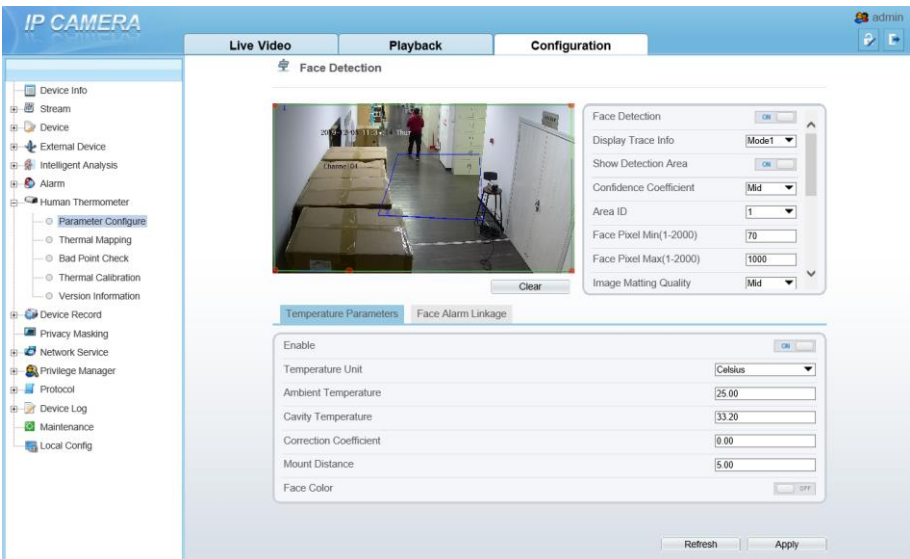 IP CAMERA
admin
Live Video
Playback
Configuration
Face Detection
Device Info
Stream
Device
External Device
Intelligent Analysis
Alarm
Human Thermometer
Parameter Configure
Thermal Mapping
Bad Point Check
Thermal Calibration
Version Information
Device Record
Privacy Masking
Network Service
Privilege Manager
Protocol
Device Log
Maintenance
Local Config
1
Thur
Channel04
Clear
Face Detection ON
Display Trace Info Mode1
Show Detection Area ON
Confidence Coefficient Mid
Area ID 1
Face Pixel Min(1-2000) 70
Face Pixel Max(1-2000) 1000
Image Matting Quality Mid
Temperature Parameters
Face Alarm Linkage
Enable ON
Temperature Unit Celsius
Ambient Temperature 25.00
Cavity Temperature 33.20
Correction Coefficient 0.00
Mount Distance 5.00
Face Color OFF
Refresh
Apply